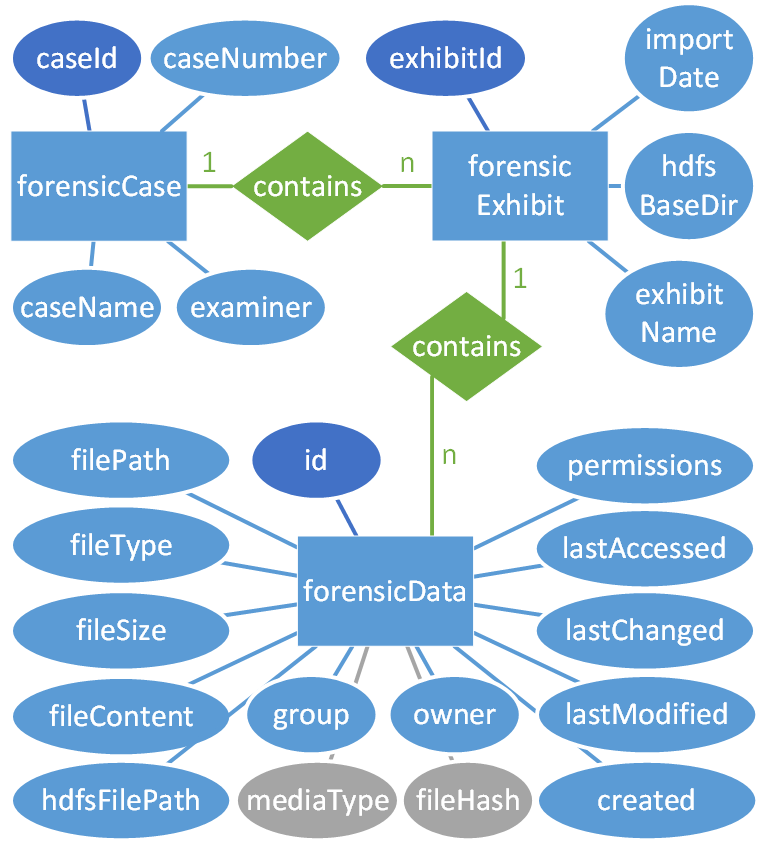 caseId
caseNumber
exhibitId
import
Date
forensicCase
1
contains
n
forensic
Exhibit
hdfs
BaseDir
caseName
examiner
1
exhibit
Name
contains
n
filePath
id
permissions
fileType
lastAccessed
forensicData
fileSize
lastChanged
fileContent
group
owner
lastModified
hdfsFilePath
mediaType
fileHash
created